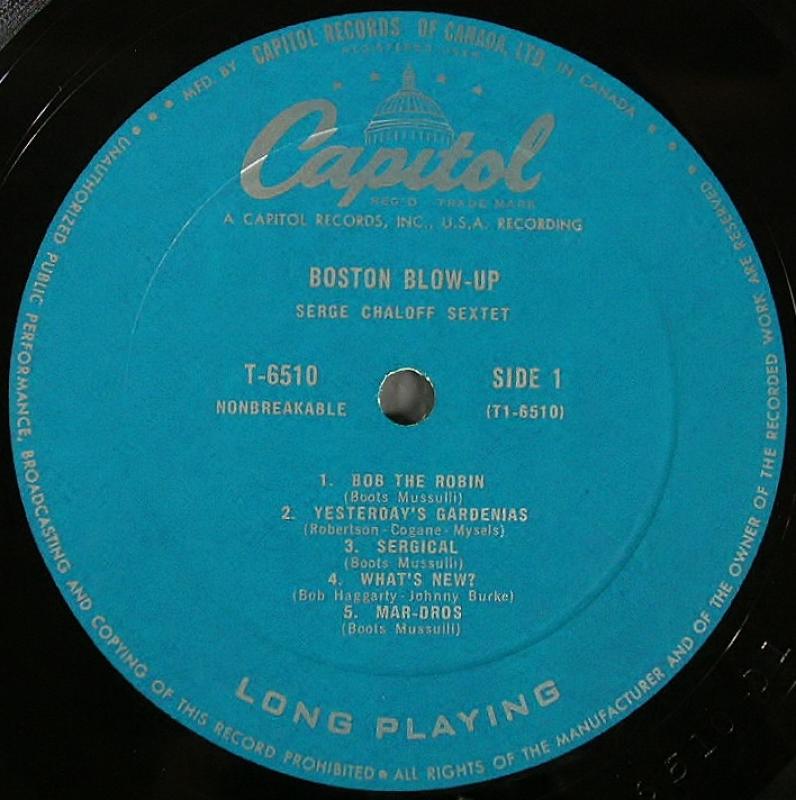 MFD. BY CAPITOL RECORDS OF CANADA, LTD. IN CANADA
REGISTERED USER
Capitol
REG'D TRADE MARK
A CAPITOL RECORDS, INC., U.S.A. RECORDING
BOSTON BLOW-UP
SERGE CHALOFF SEXTET
T-6510
SIDE 1
NONBREAKABLE
(T1-6510)
1. BOB THE ROBIN
(Boots Mussulli)
2. YESTERDAY'S GARDENIAS
(Robertson-Cogane-Mysels)
3. SERGICAL
(Boots Mussulli)
4. WHAT'S NEW?
(Bob Haggarty-Johnny Burke)
5. MAR-DROS
(Boots Mussulli)
LONG PLAYING
UNAUTHORIZED PUBLIC PERFORMANCE, BROADCASTING AND COPYING OF THIS RECORD PROHIBITED • ALL RIGHTS OF THE MANUFACTURER AND OF THE OWNER OF THE RECORDED WORK ARE RESERVED